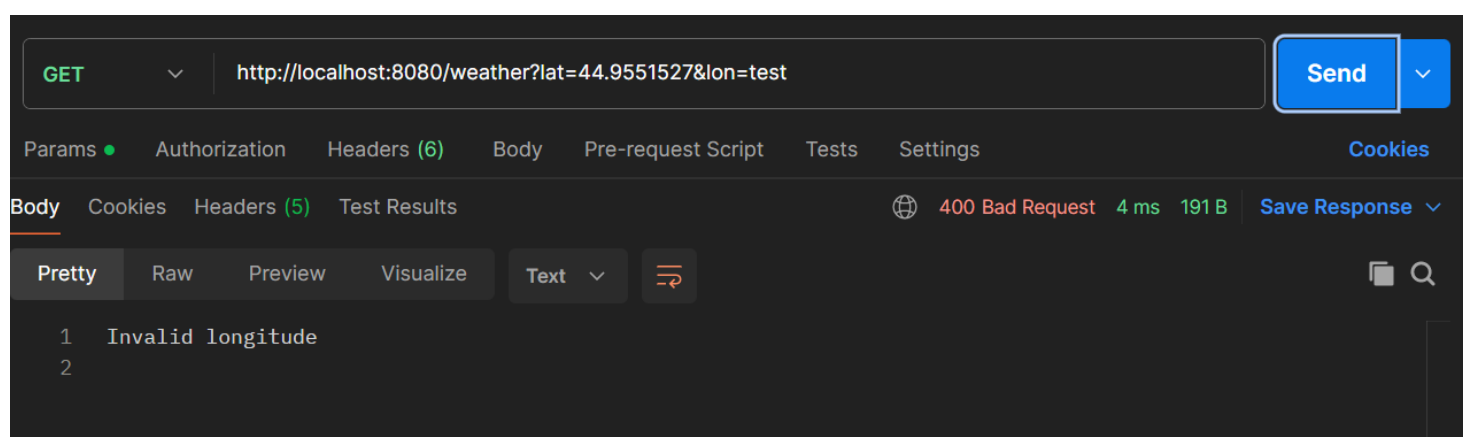 GET http://localhost:8080/weather?lat=44.9551527&lon=test Send
Params Authorization Headers (6) Body Pre-request Script Tests Settings Cookies
Body Cookies Headers (5) Test Results 400 Bad Request 4 ms 191 B Save Response
Pretty Raw Preview Visualize Text
1 Invalid longitude
2